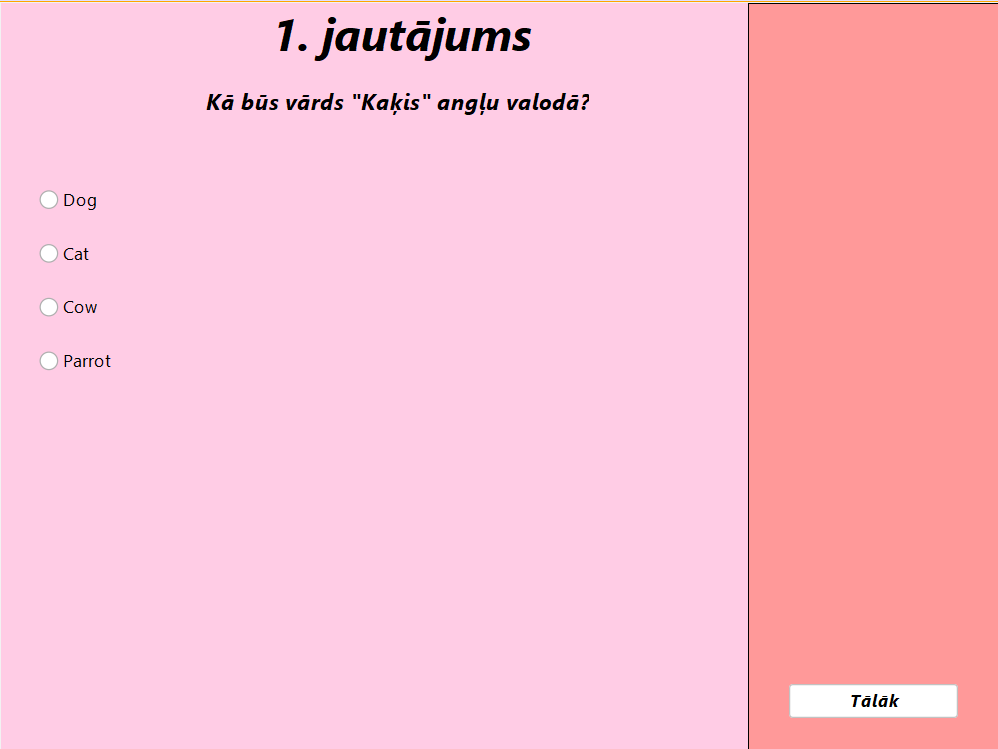 1. jautājums
Kā būs vārds "Kaķis" angļu valodā?
Dog
Cat
Cow
Parrot
Tālāk